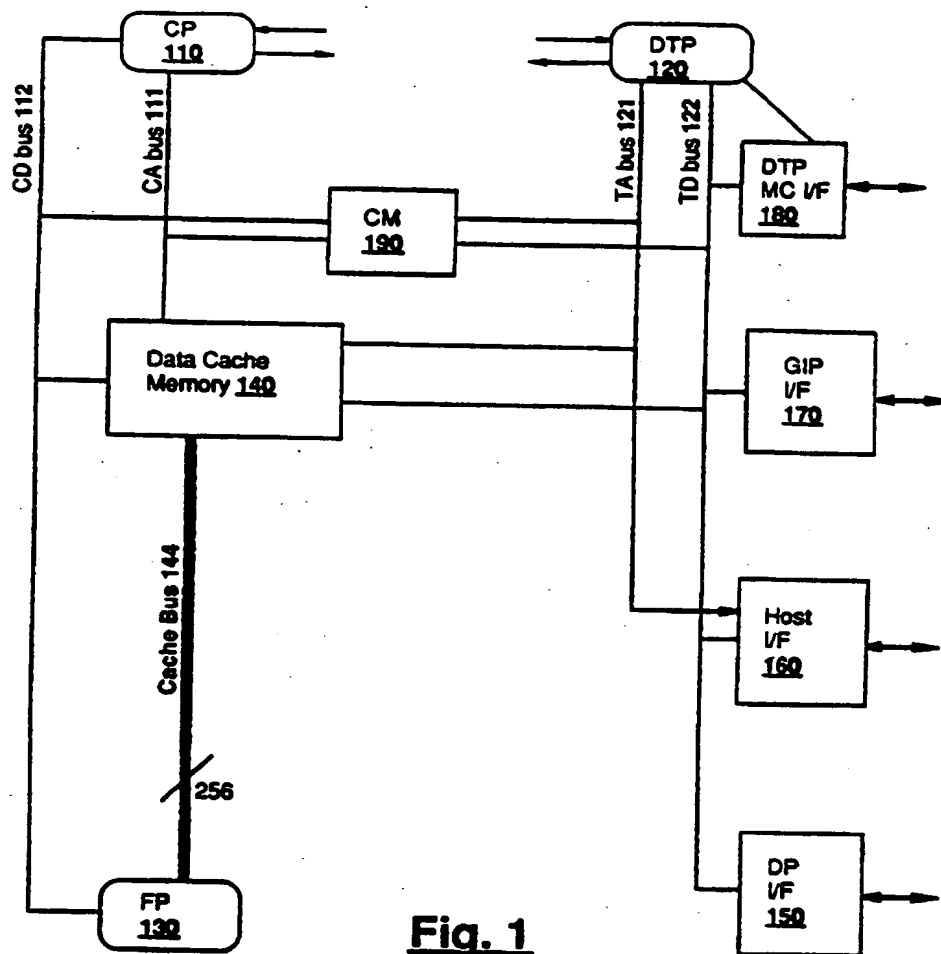 CP
110
DTP
120
CD bus 112
CA bus 111
TA bus 121
TD bus 122
DTP
MC I/F
180
CM
190
Data Cache
Memory 140
GIP
I/F
170
Cache Bus 144
Host
I/F
160
256
FP
130
DP
I/F
150
Fig. 1